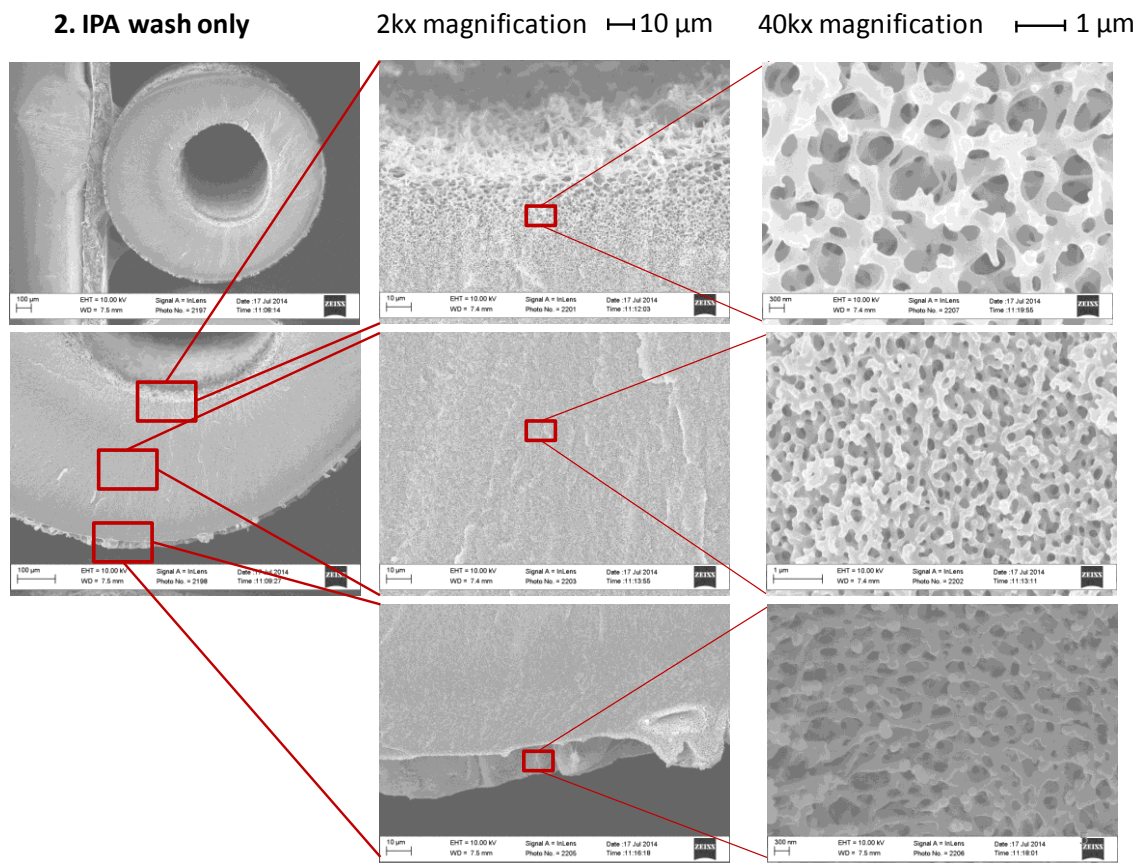 2. IPA wash only
2kx magnification 10 µm
40kx magnification 1 µm
100 µm EHT = 10.00 kV Signal A = InLens Date :17 Jul 2014 ZEISS
WD = 7.5 mm Photo No. = 2197 Time :11:08:14
10 µm EHT = 10.00 kV Signal A = InLens Date :17 Jul 2014 ZEISS
WD = 7.4 mm Photo No. = 2201 Time :11:12:03
300 nm EHT = 10.00 kV Signal A = InLens Date :17 Jul 2014 ZEISS
WD = 7.4 mm Photo No. = 2207 Time :11:19:55
100 µm EHT = 10.00 kV Signal A = InLens Date :17 Jul 2014 ZEISS
WD = 7.5 mm Photo No. = 2198 Time :11:09:27
10 µm EHT = 10.00 kV Signal A = InLens Date :17 Jul 2014 ZEISS
WD = 7.4 mm Photo No. = 2203 Time :11:13:55
1 µm EHT = 10.00 kV Signal A = InLens Date :17 Jul 2014 ZEISS
WD = 7.4 mm Photo No. = 2202 Time :11:13:11
10 µm EHT = 10.00 kV Signal A = InLens Date :17 Jul 2014 ZEISS
WD = 7.5 mm Photo No. = 2205 Time :11:16:18
300 nm EHT = 10.00 kV Signal A = InLens Date :17 Jul 2014 ZEISS
WD = 7.5 mm Photo No. = 2206 Time :11:18:01